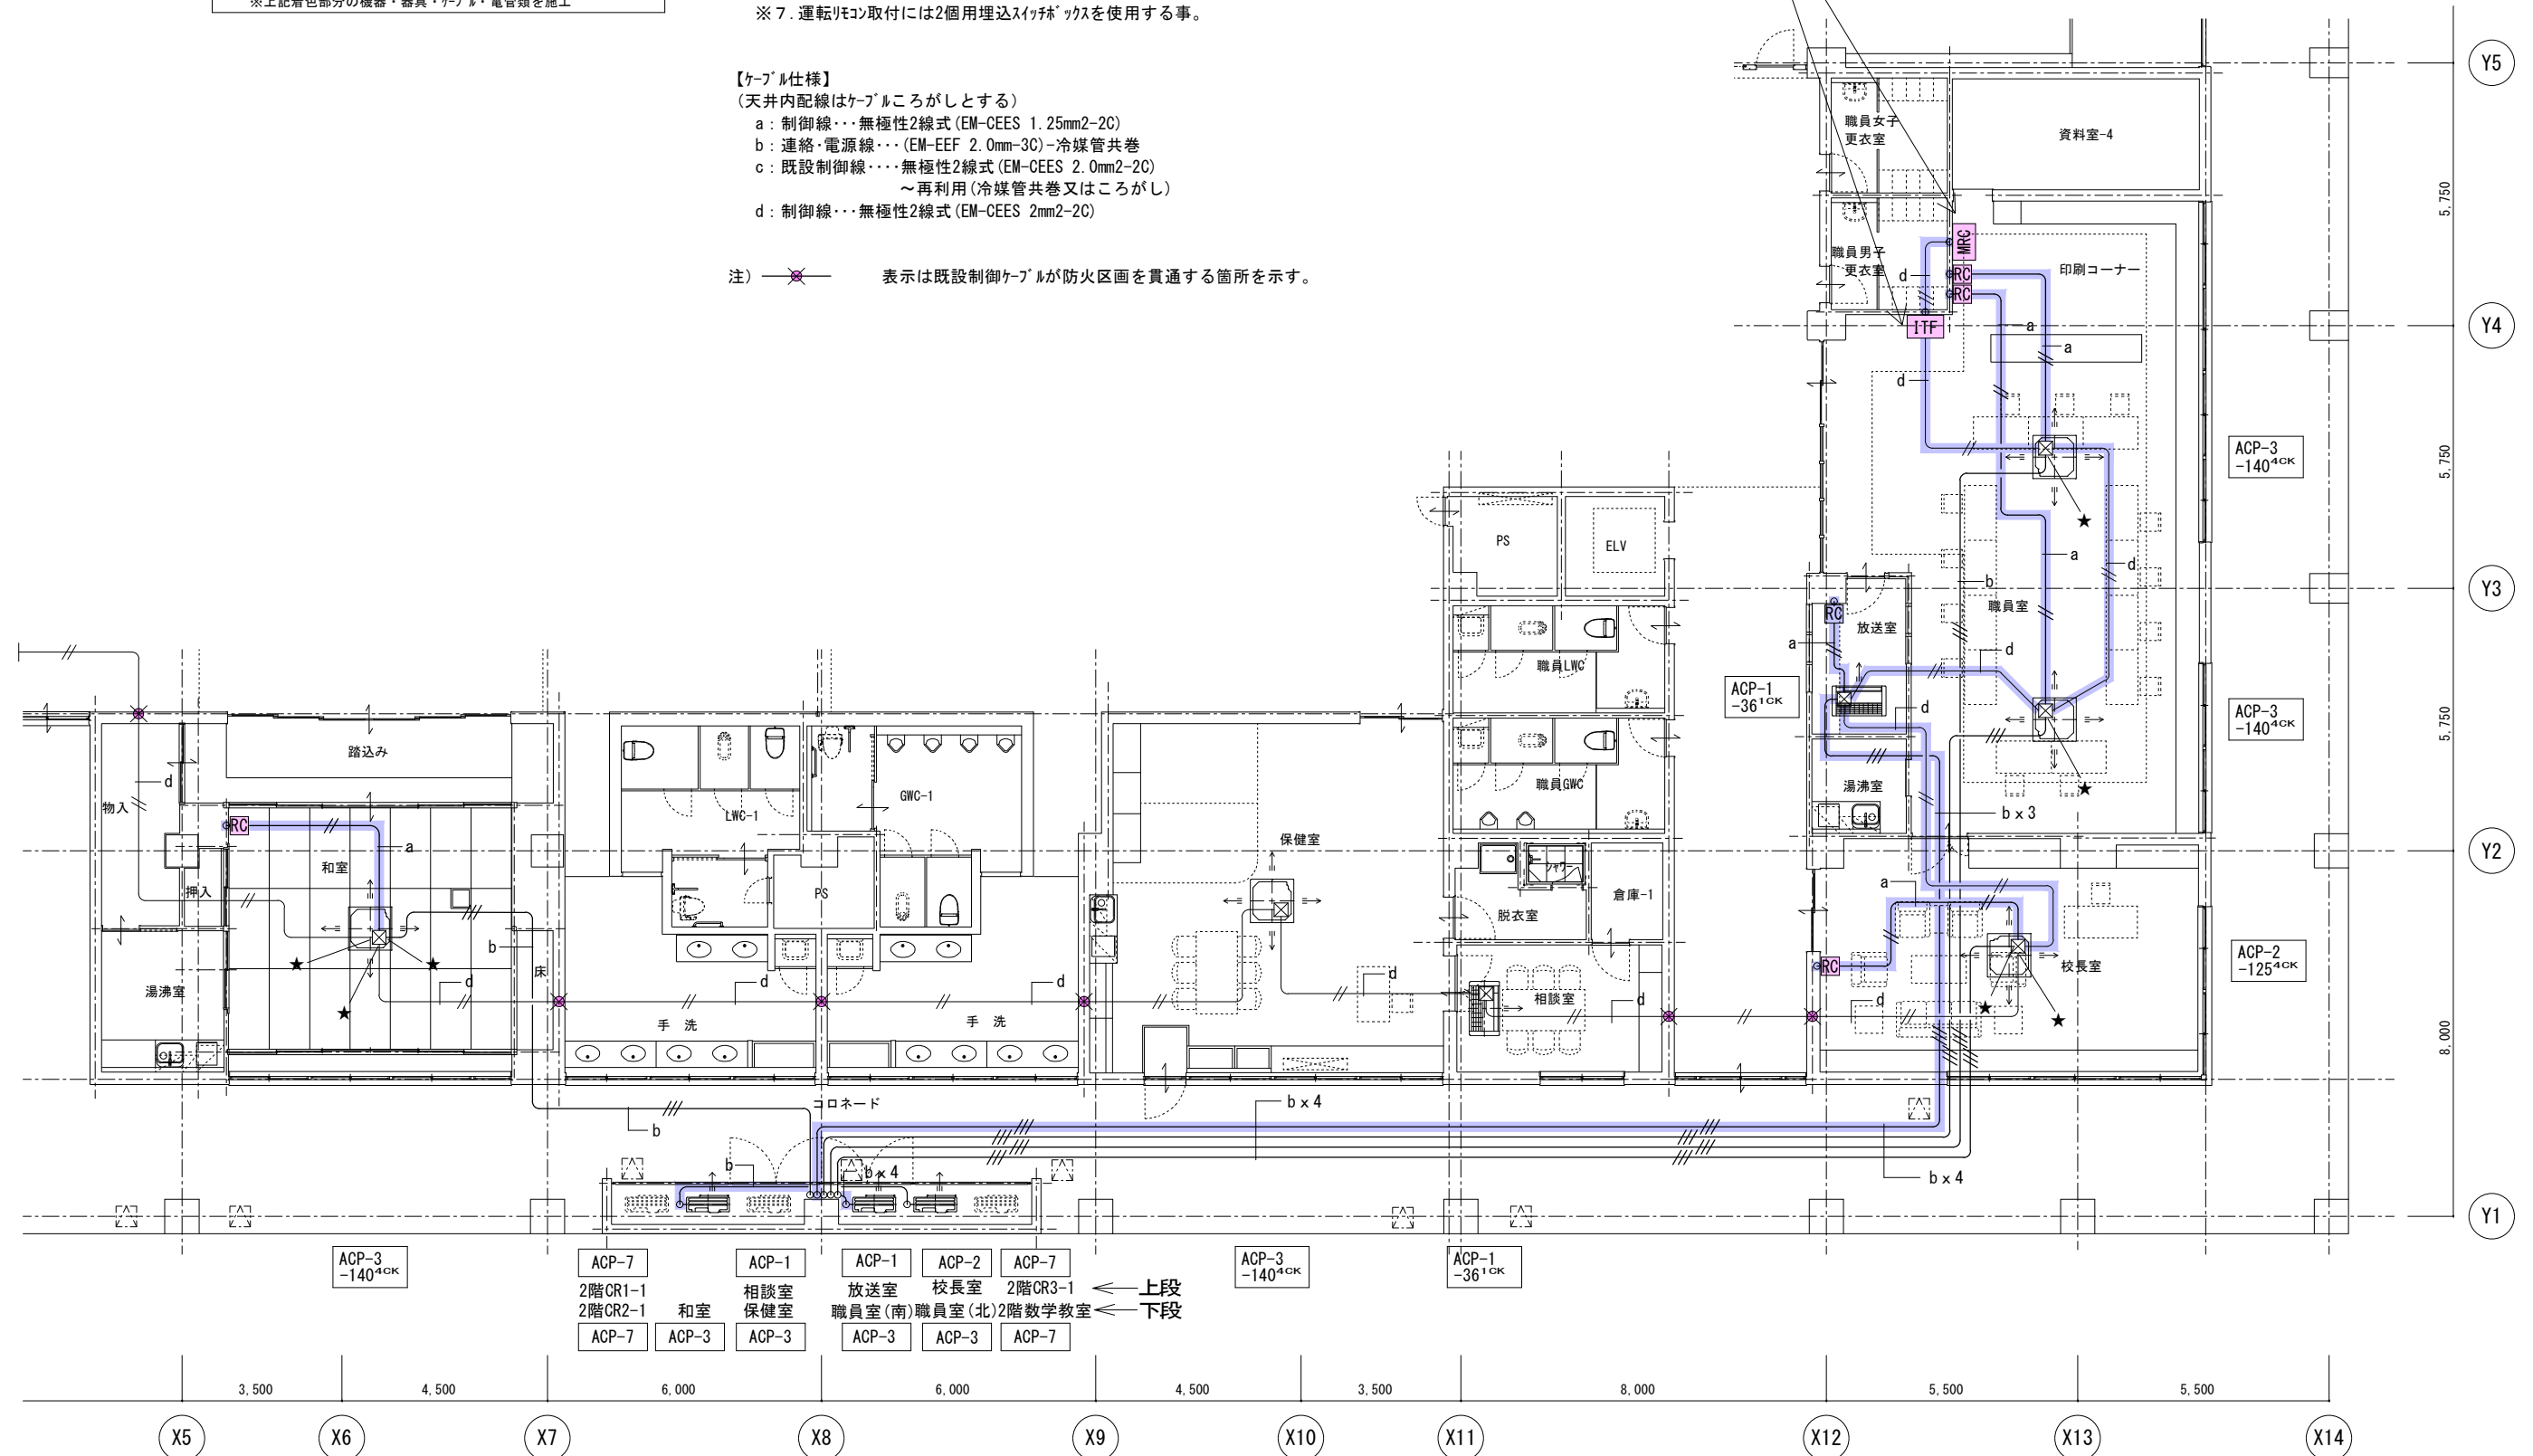 ※上記着色部分の機器・器具・ｹｰﾌﾞﾙ・電管類を施工
※７．運転ﾘﾓｺﾝ取付には2個用埋込ｽｲｯﾁﾎﾞｯｸｽを使用する事。
【ｹｰﾌﾞﾙ仕様】
（天井内配線はｹｰﾌﾞﾙころがしとする）
a：制御線･･･無極性2線式(EM-CEES 1.25mm2-2C)
b：連絡･電源線･･･(EM-EEF 2.0mm-3C)-冷媒管共巻
c：既設制御線････無極性2線式(EM-CEES 2.0mm2-2C)
～再利用(冷媒管共巻又はころがし)
d：制御線･･･無極性2線式(EM-CEES 2mm2-2C)
注） 表示は既設制御ｹｰﾌﾞﾙが防火区画を貫通する箇所を示す。
Y5
職員女子
更衣室
資料室-4
5,750
職員男子
更衣室
MRC
RC
RC
印刷コーナー
d
ITF
a
a
d
Y4
ACP-3
-140⁴ᶜᴷ
5,750
★
PS
ELV
a
d
b
Y3
職員室
RC
放送室
a
d
職員LWC
ACP-1
-36¹ᶜᴷ
d
ACP-3
-140⁴ᶜᴷ
5,750
★
湯沸室
b x 3
職員GWC
踏込み
d
物入
RC
a
和室
押入
LWC-1
GWC-1
PS
保健室
シャワー
脱衣室
倉庫-1
Y2
a
RC
校長室
ACP-2
-125⁴ᶜᴷ
★
★
★
★
★
b
床
d
d
d
d
相談室
d
d
湯沸室
手 洗
手 洗
8,000
コロネード
b
b x 4
b
b x 4
b x 4
Y1
ACP-3
-140⁴ᶜᴷ
ACP-7
ACP-1
ACP-1
ACP-2
ACP-7
ACP-3
-140⁴ᶜᴷ
ACP-1
-36¹ᶜᴷ
2階CR1-1
相談室
放送室
校長室
2階CR3-1
上段
2階CR2-1
和室
保健室
職員室(南)
職員室(北)
2階数学教室
下段
ACP-7
ACP-3
ACP-3
ACP-3
ACP-3
ACP-7
3,500
4,500
6,000
6,000
4,500
3,500
8,000
5,500
5,500
X5
X6
X7
X8
X9
X10
X11
X12
X13
X14